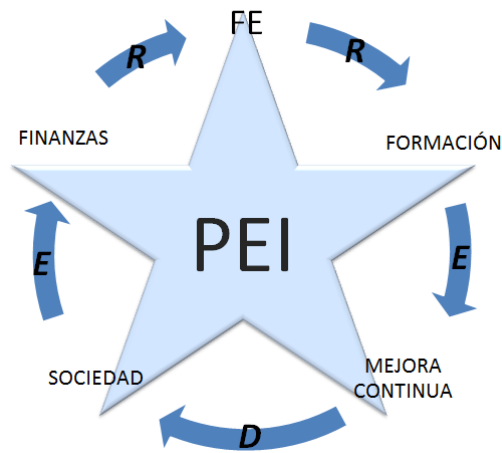 FE
R
R
FINANZAS
FORMACIÓN
PEI
E
E
SOCIEDAD
MEJORA
CONTINUA
D